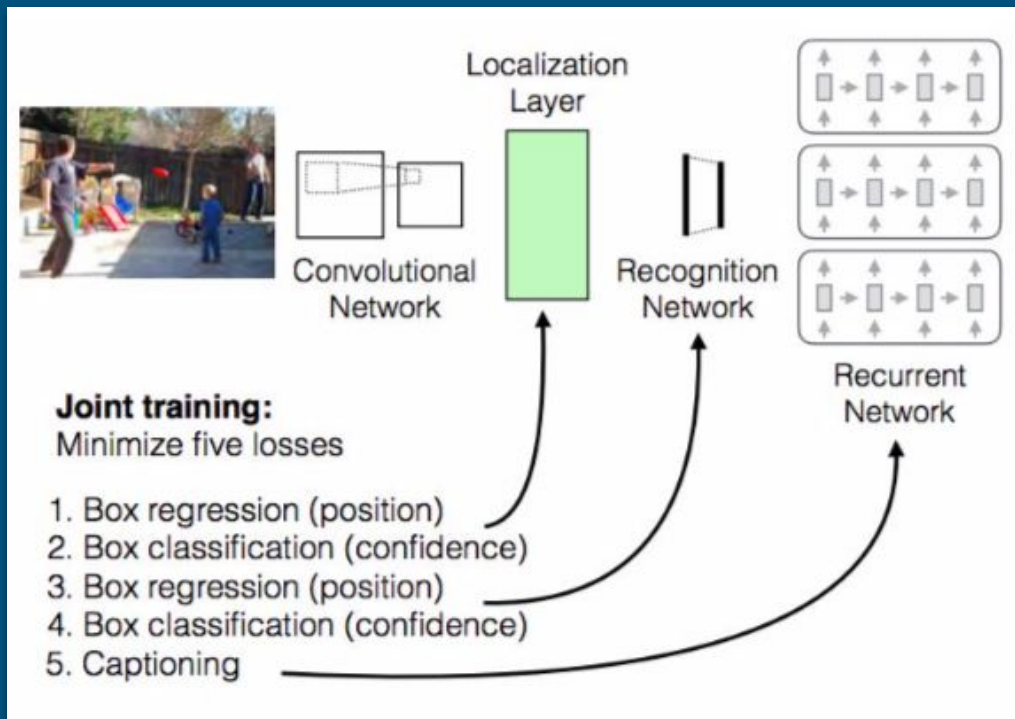 Localization
Layer
Convolutional
Network
Recognition
Network
Recurrent
Network
Joint training:
Minimize five losses
1. Box regression (position)
2. Box classification (confidence)
3. Box regression (position)
4. Box classification (confidence)
5. Captioning